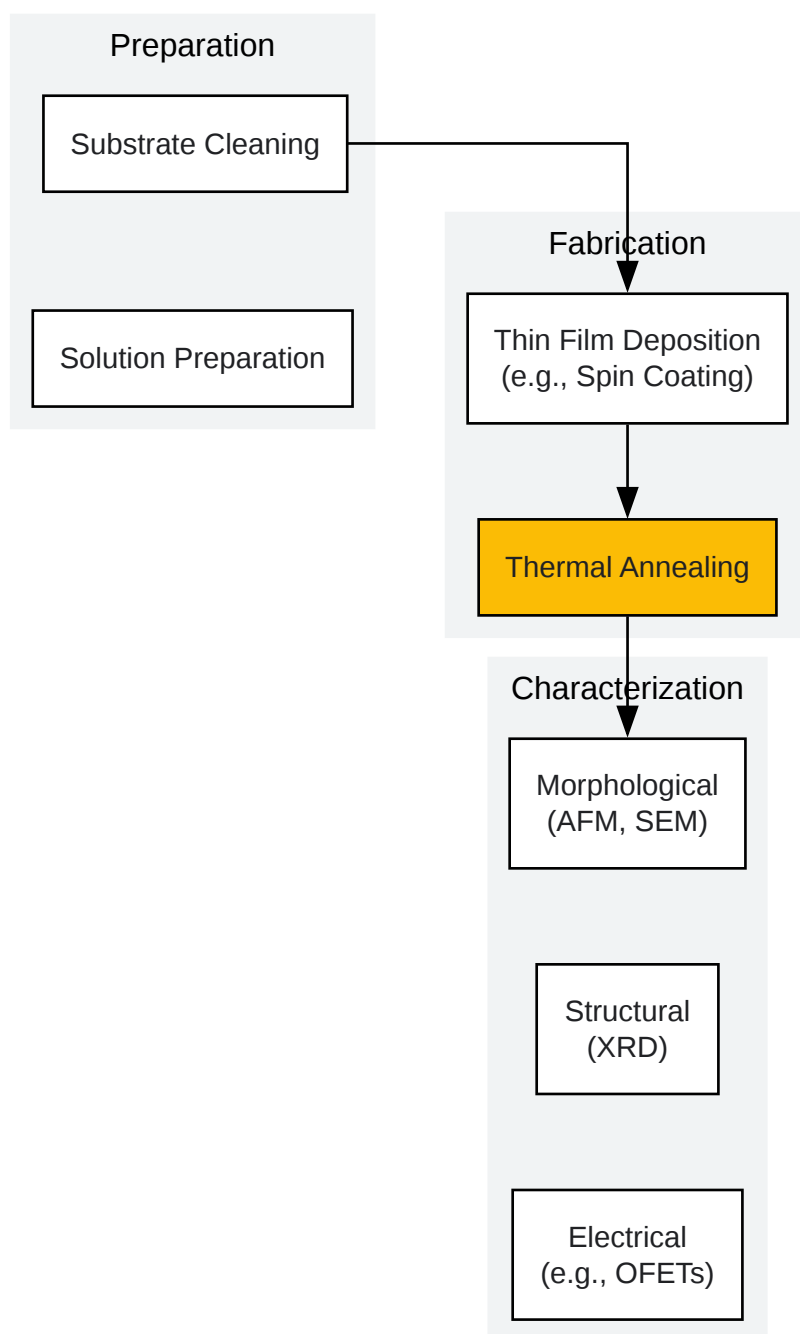 Preparation
Substrate Cleaning
Solution Preparation
Fabrication
Thin Film Deposition
(e.g., Spin Coating)
Thermal Annealing
Characterization
Morphological
(AFM, SEM)
Structural
(XRD)
Electrical
(e.g., OFETs)